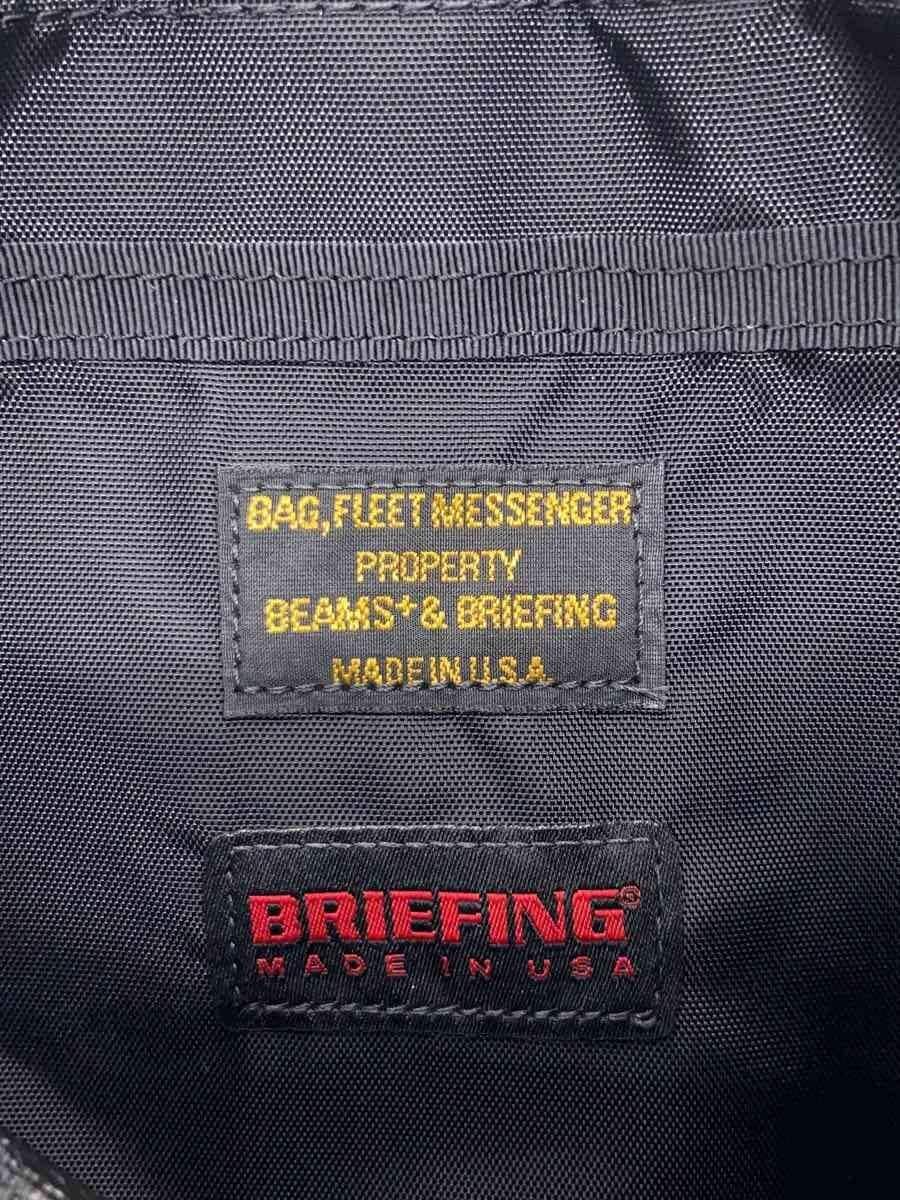 BAG, FLEET MESSENGER
PROPERTY
BEAMS+ & BRIEFING
MADE IN U.S.A.
BRIEFING®
MADE IN USA